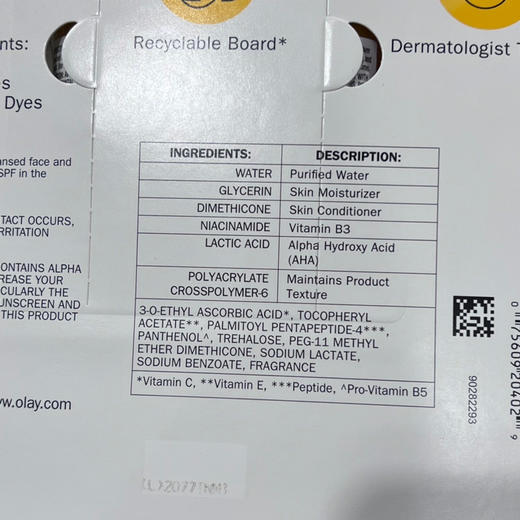 Recyclable Board*
Dermatologist
nts:
s
Dyes
nsed face and
SPF in the
TACT OCCURS,
RRITATION
ONTAINS ALPHA
REASE YOUR
CULARLY THE
UNSCREEN AND
THIS PRODUCT
w.olay.com
INGREDIENTS: DESCRIPTION:
WATER Purified Water
GLYCERIN Skin Moisturizer
DIMETHICONE Skin Conditioner
NIACINAMIDE Vitamin B3
LACTIC ACID Alpha Hydroxy Acid
(AHA)
POLYACRYLATE Maintains Product
CROSSPOLYMER-6 Texture
3-O-ETHYL ASCORBIC ACID*, TOCOPHERYL
ACETATE**, PALMITOYL PENTAPEPTIDE-4***,
PANTHENOL^, TREHALOSE, PEG-11 METHYL
ETHER DIMETHICONE, SODIUM LACTATE,
SODIUM BENZOATE, FRAGRANCE
*Vitamin C, **Vitamin E, ***Peptide, ^Pro-Vitamin B5
90282293